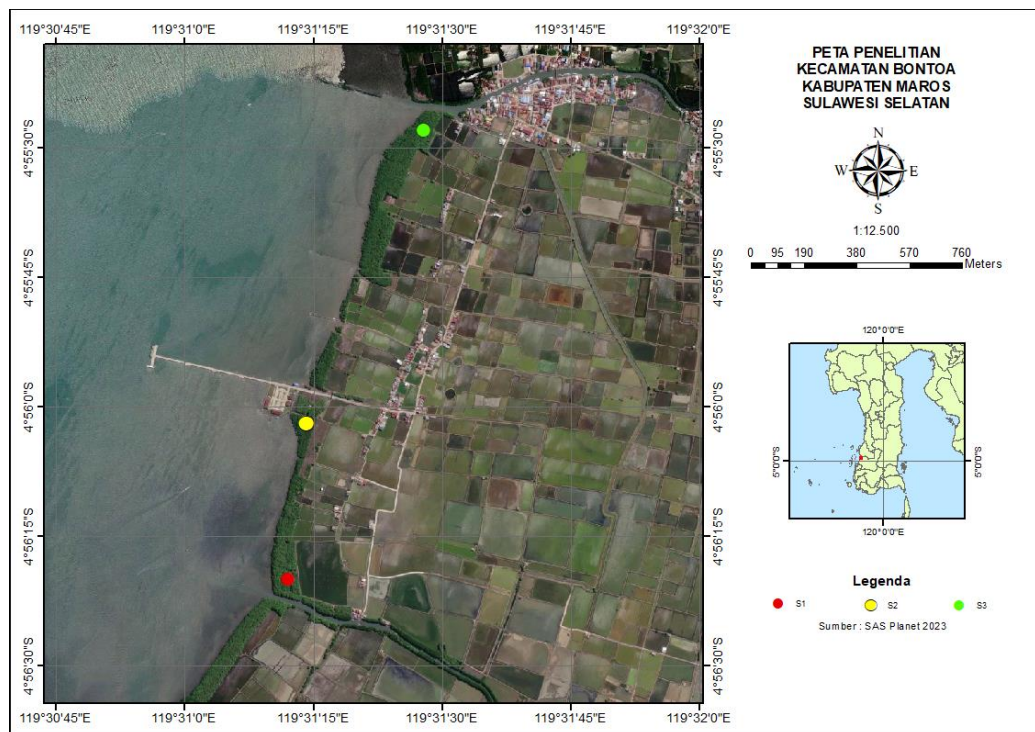 119°30'45"E 119°31'0"E 119°31'15"E 119°31'30"E 119°31'45"E 119°32'0"E
4°55'30"S 4°55'30"S
4°55'45"S 4°55'45"S
4°56'0"S 4°56'0"S
4°56'15"S 4°56'15"S
4°56'30"S 4°56'30"S
119°30'45"E 119°31'0"E 119°31'15"E 119°31'30"E 119°31'45"E 119°32'0"E
PETA PENELITIAN
KECAMATAN BONTOA
KABUPATEN MAROS
SULAWESI SELATAN
N
W E
S
1:12.500
0 95 190 380 570 760
Meters
120°0'0"E
5°0'0"S 5°0'0"S
120°0'0"E
Legenda
S1 S2 S3
Sumber : SAS Planet 2023